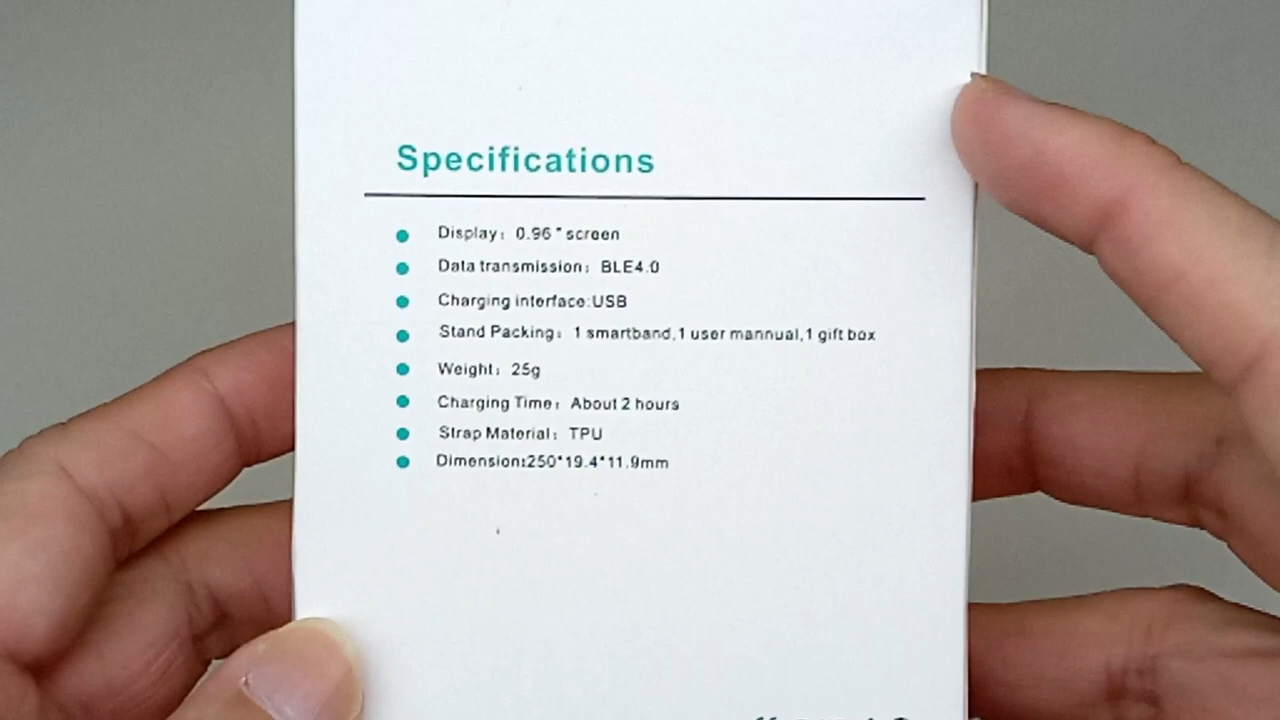 Specifications
Display：0.96 " screen
Data transmission：BLE4.0
Charging interface:USB
Stand Packing：1 smartband,1 user mannual,1 gift box
Weight：25g
Charging Time：About 2 hours
Strap Material：TPU
Dimension:250*19.4*11.9mm